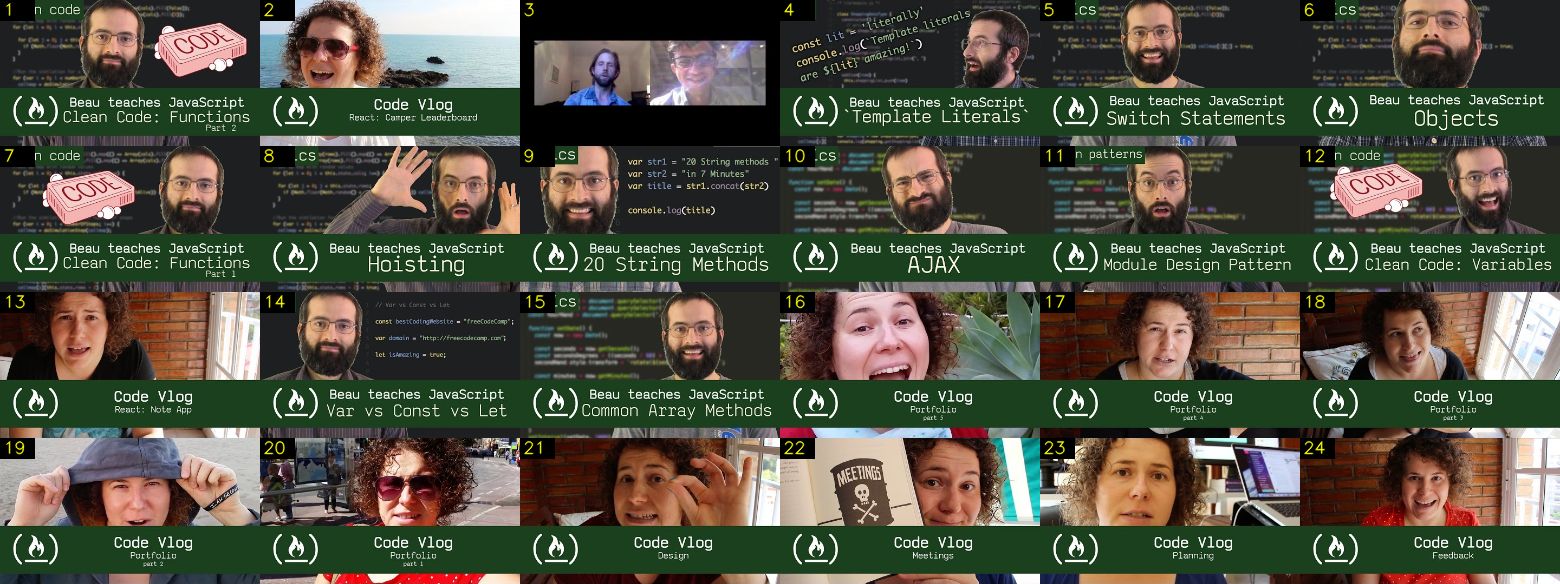 1
n code
CODE
Beau teaches JavaScript
Clean Code: Functions
Part 2
2
Code Vlog
React: Camper Leaderboard
3
4
const lit = 'literally'
console.log(`Template literals
are ${lit} amazing!`)
Beau teaches JavaScript
`Template Literals`
5
.cs
Beau teaches JavaScript
Switch Statements
6
.cs
Beau teaches JavaScript
Objects
7
n code
CODE
Beau teaches JavaScript
Clean Code: Functions
Part 1
8
.cs
Beau teaches JavaScript
Hoisting
9
.cs
var str1 = "20 String methods "
var str2 = "in 7 Minutes"
var title = str1.concat(str2)
console.log(title)
Beau teaches JavaScript
20 String Methods
10
.cs
Beau teaches JavaScript
AJAX
11
n patterns
Beau teaches JavaScript
Module Design Pattern
12
n code
CODE
Beau teaches JavaScript
Clean Code: Variables
13
Code Vlog
React: Note App
14
// Var vs Const vs Let
const bestCodingWebsite = "freeCodeCamp";
var domain = "http://freecodecamp.com";
let isAmazing = true;
Beau teaches JavaScript
Var vs Const vs Let
15
.cs
Beau teaches JavaScript
Common Array Methods
16
Code Vlog
Portfolio
part 5
17
Code Vlog
Portfolio
part 4
18
Code Vlog
Portfolio
part 3
19
Code Vlog
Portfolio
part 2
20
Code Vlog
Portfolio
part 1
21
Code Vlog
Design
22
MEETINGS
Code Vlog
Meetings
23
Code Vlog
Planning
24
Code Vlog
Feedback